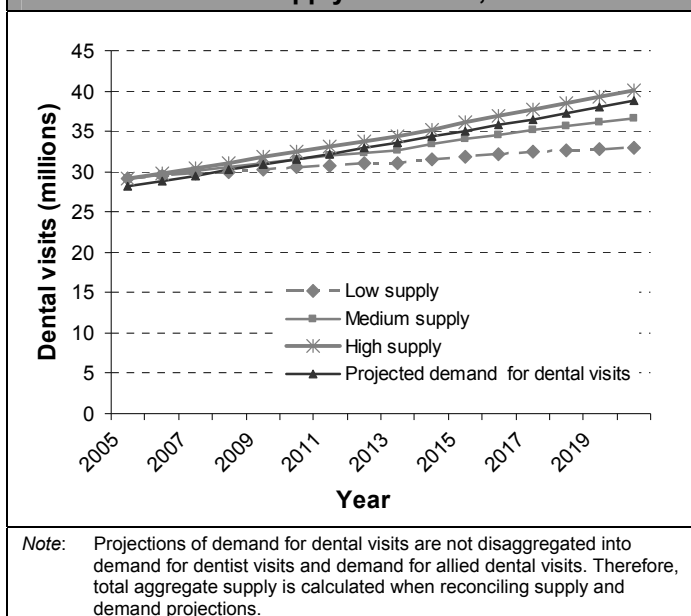 45
40
35
30
25
20
15
10
5
0
Dental visits (millions)
Low supply
Medium supply
High supply
Projected demand for dental visits
2005
2007
2009
2011
2013
2015
2017
2019
Year
Note: Projections of demand for dental visits are not disaggregated into
demand for dentist visits and demand for allied dental visits. Therefore,
total aggregate supply is calculated when reconciling supply and
demand projections.